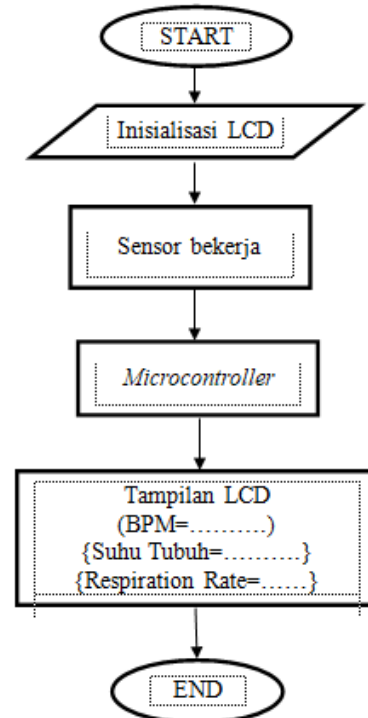 START
Inisialisasi LCD
Sensor bekerja
Microcontroller
Tampilan LCD
(BPM=……….)
{Suhu Tubuh=……….}
{Respiration Rate=……}
END